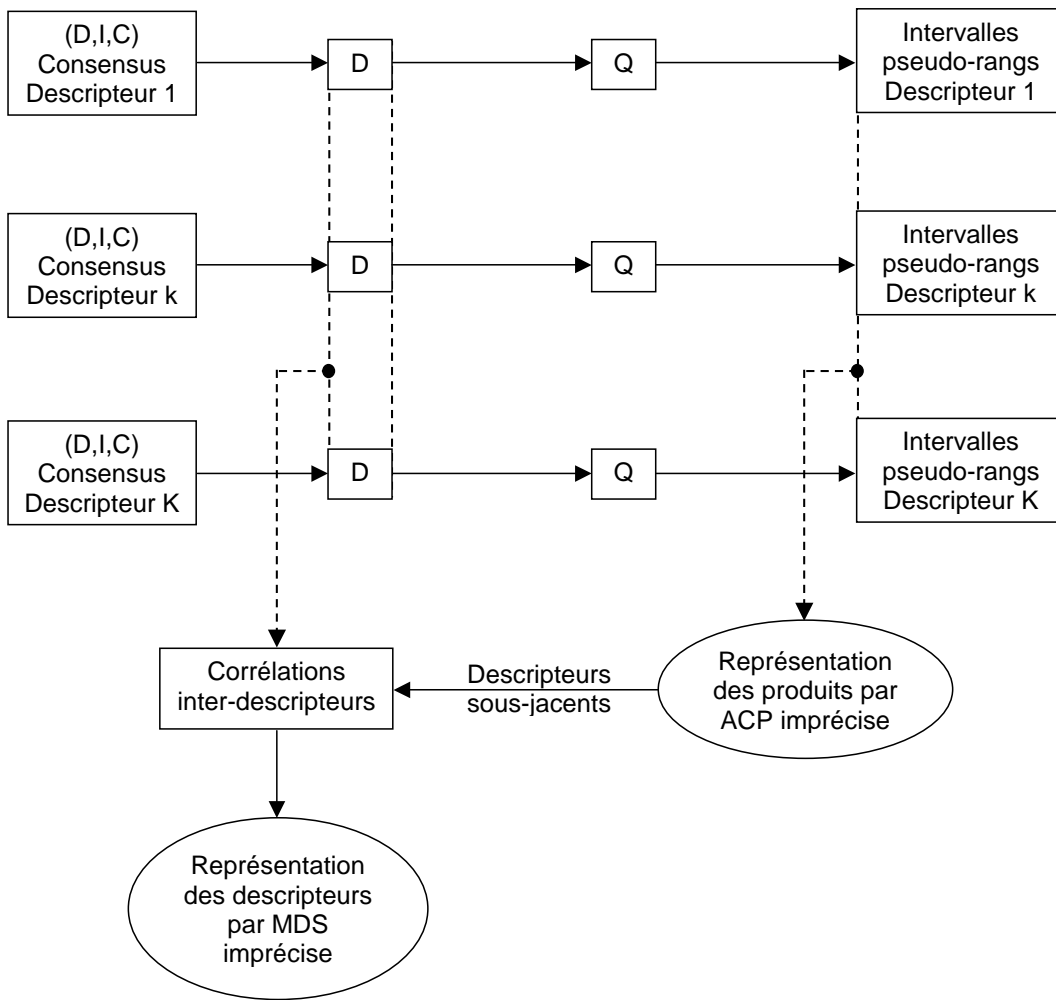 (D,I,C)
Consensus
Descripteur 1
D
Q
Intervalles
pseudo-rangs
Descripteur 1
(D,I,C)
Consensus
Descripteur k
D
Q
Intervalles
pseudo-rangs
Descripteur k
(D,I,C)
Consensus
Descripteur K
D
Q
Intervalles
pseudo-rangs
Descripteur K
Corrélations
inter-descripteurs
Descripteurs
sous-jacents
Représentation
des produits par
ACP imprécise
Représentation
des descripteurs
par MDS
imprécise